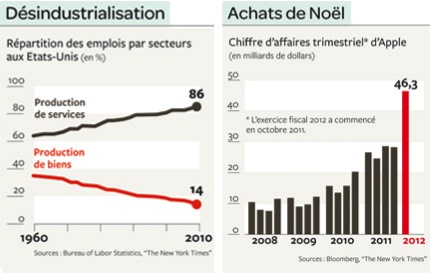 Désindustrialisation
Répartition des emplois par secteurs
aux Etats-Unis (en %)
100
80
60
40
20
0
Production
de services
86
Production
de biens
14
1960
2010
Sources : Bureau of Labor Statistics, "The New York Times"
Achats de Noël
Chiffre d'affaires trimestriel* d'Apple
(en milliards de dollars)
50
40
30
20
10
0
46,3
* L'exercice fiscal 2012 a commencé
en octobre 2011.
2008
2009
2010
2011
2012
Sources : Bloomberg, "The New York Times"